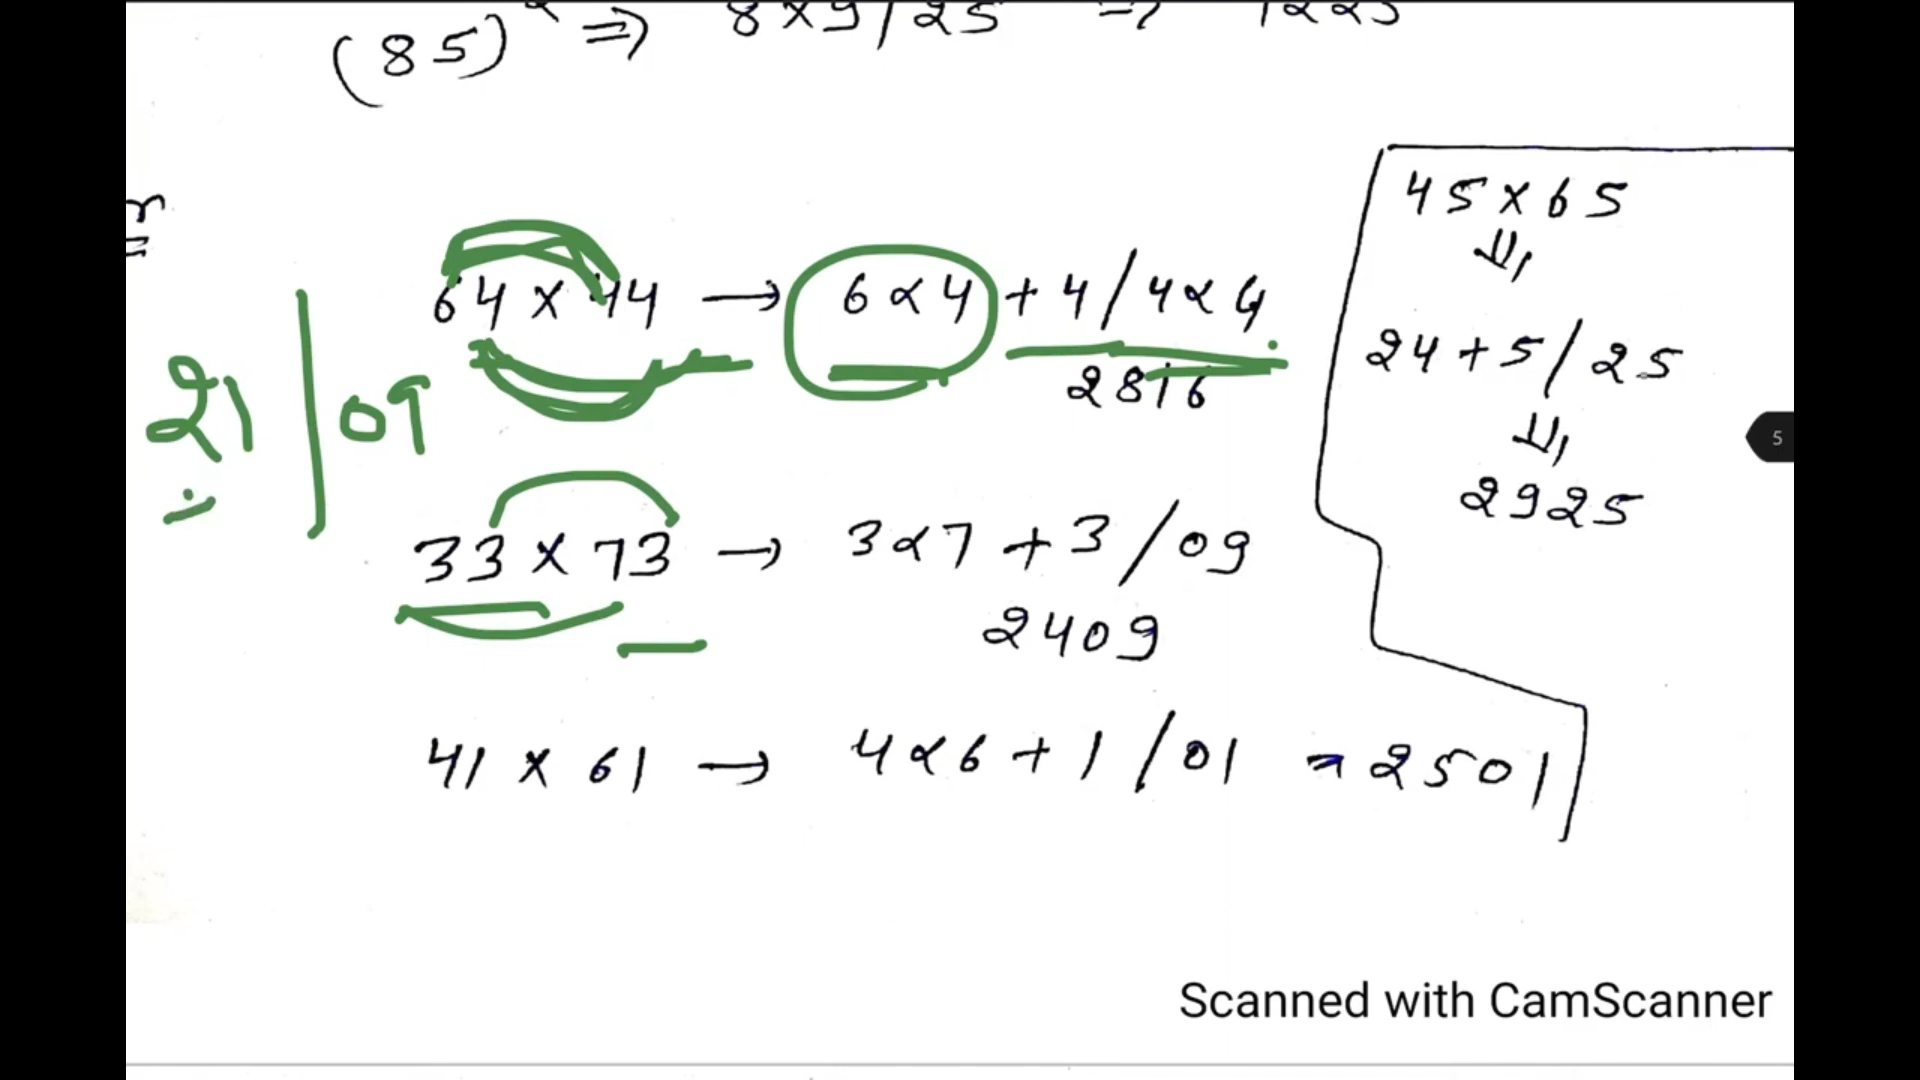 (85)² ⇒ 8×9/25 ⇒
64 × 44 → 6×4 + 4/4×4
2816
21 | 09
33 × 73 → 3×7 + 3/09
2409
41 × 61 → 4×6 + 1/01 = 2501
45×65
⇓
24+5/25
⇓
2925
5
Scanned with CamScanner